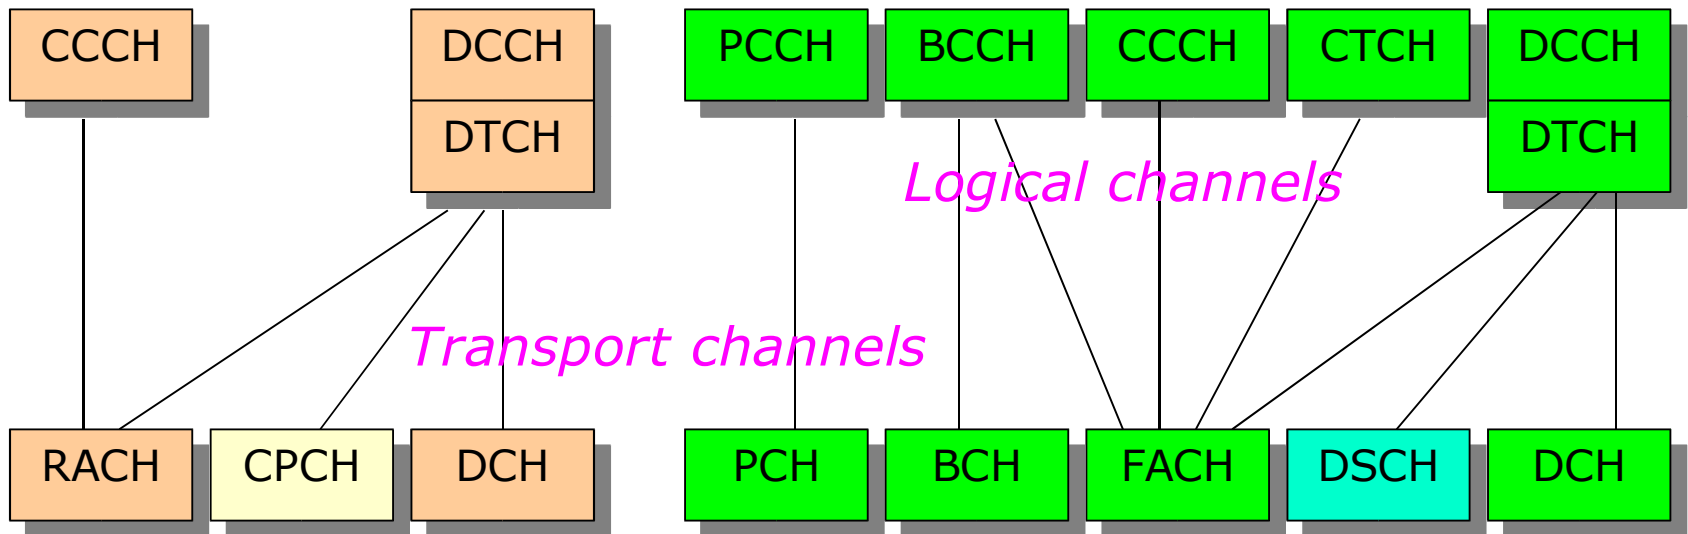 CCCH
DCCH
PCCH
BCCH
CCCH
CTCH
DCCH
DTCH
DTCH
Logical channels
Transport channels
RACH
CPCH
DCH
PCH
BCH
FACH
DSCH
DCH